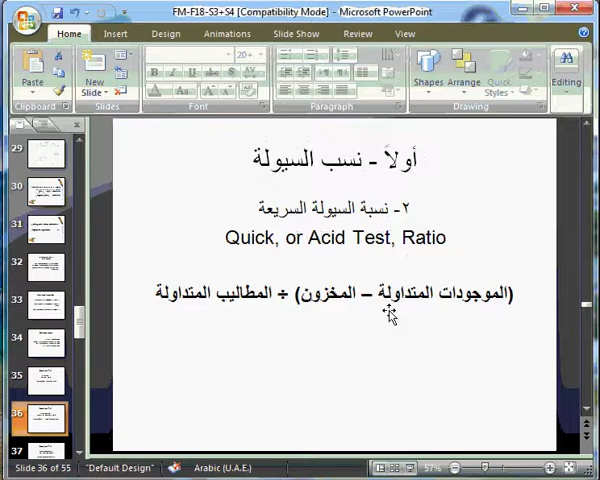 FM-F18-S3+S4 [Compatibility Mode] - Microsoft PowerPoint
Home Insert Design Animations Slide Show Review View
20
Paste New Slide Shapes Arrange Quick Styles Editing
B I U S abe AV
Clipboard Slides Font Paragraph Drawing
29
30
31
32
33
34
35
36
37
أولاً - نسب السيولة
٢- نسبة السيولة السريعة
Quick, or Acid Test, Ratio
(الموجودات المتداولة – المخزون) ÷ المطاليب المتداولة
Slide 36 of 55 "Default Design" Arabic (U.A.E.) 57%